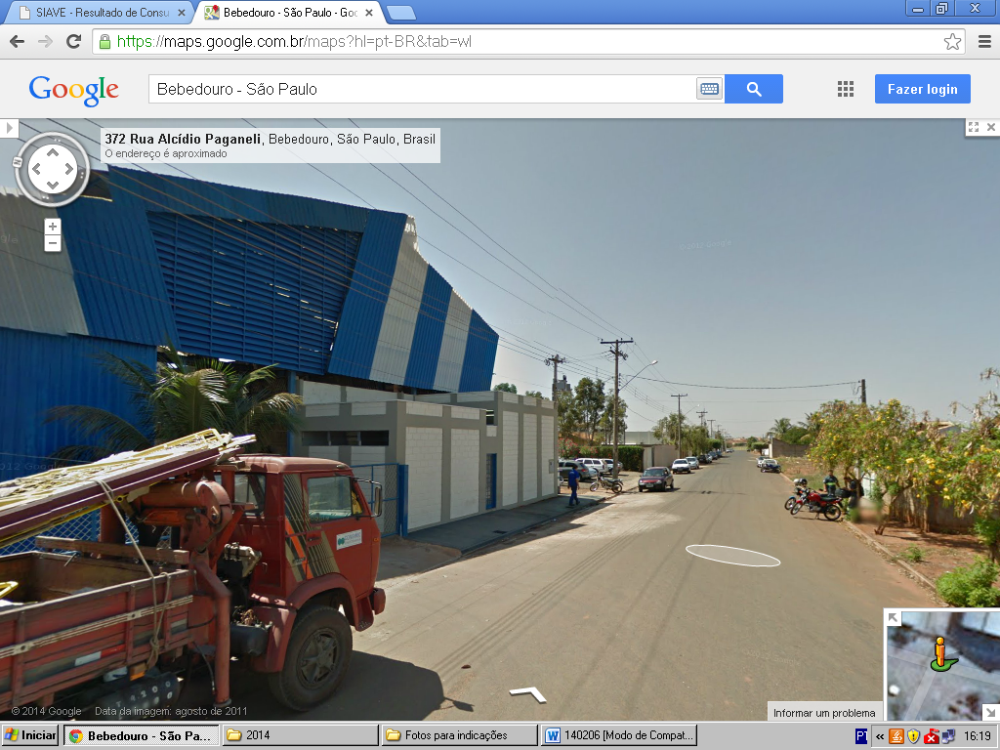 SIAVE - Resultado de Consu
Bebedouro - São Paulo - Goo
https://maps.google.com.br/maps?hl=pt-BR&tab=wl
Google
Bebedouro - São Paulo
Fazer login
372 Rua Alcídio Paganeli, Bebedouro, São Paulo, Brasil
O endereço é aproximado
N
© 2014 Google
Data da imagem: agosto de 2011
Informar um problema
Iniciar
Bebedouro - São Pa...
2014
Fotos para indicações
140206 [Modo de Compat...
PT
«
16:19